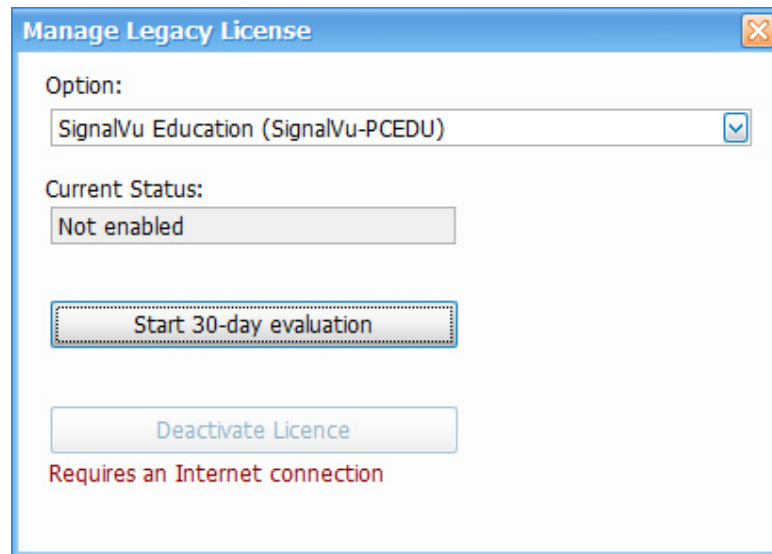 Manage Legacy License
Option:
SignalVu Education (SignalVu-PCEDU)
Current Status:
Not enabled
Start 30-day evaluation
Deactivate Licence
Requires an Internet connection